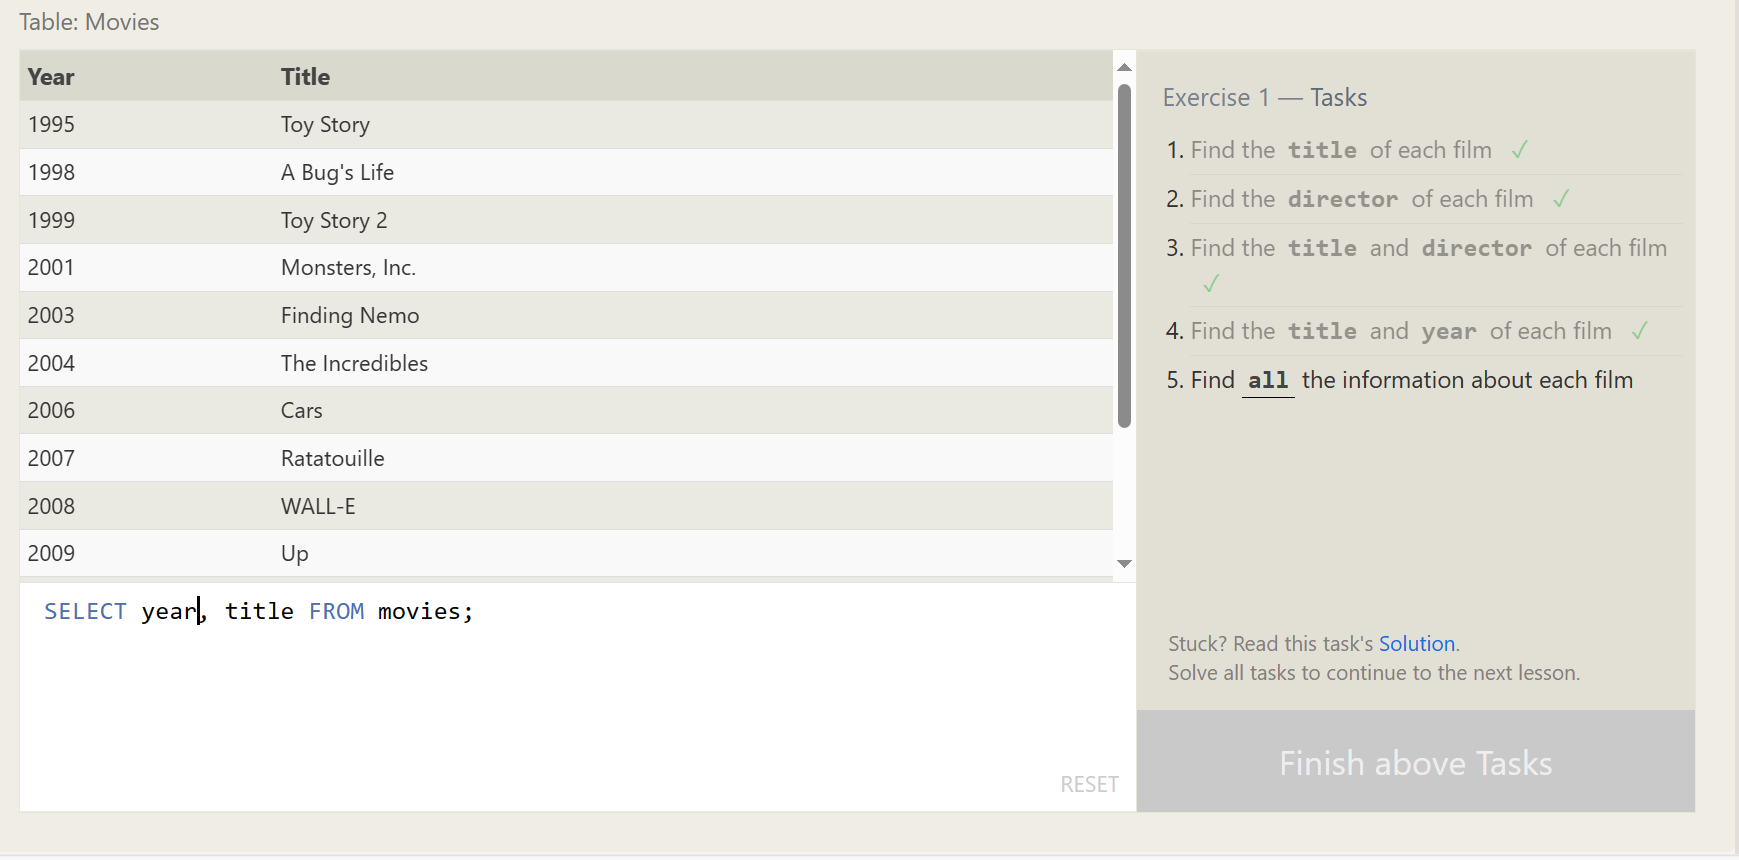 Table: Movies
Year Title
1995 Toy Story
1998 A Bug's Life
1999 Toy Story 2
2001 Monsters, Inc.
2003 Finding Nemo
2004 The Incredibles
2006 Cars
2007 Ratatouille
2008 WALL-E
2009 Up
SELECT year, title FROM movies;
RESET
Exercise 1 — Tasks
1. Find the title of each film ✓
2. Find the director of each film ✓
3. Find the title and director of each film
✓
4. Find the title and year of each film ✓
5. Find all the information about each film
Stuck? Read this task's Solution.
Solve all tasks to continue to the next lesson.
Finish above Tasks